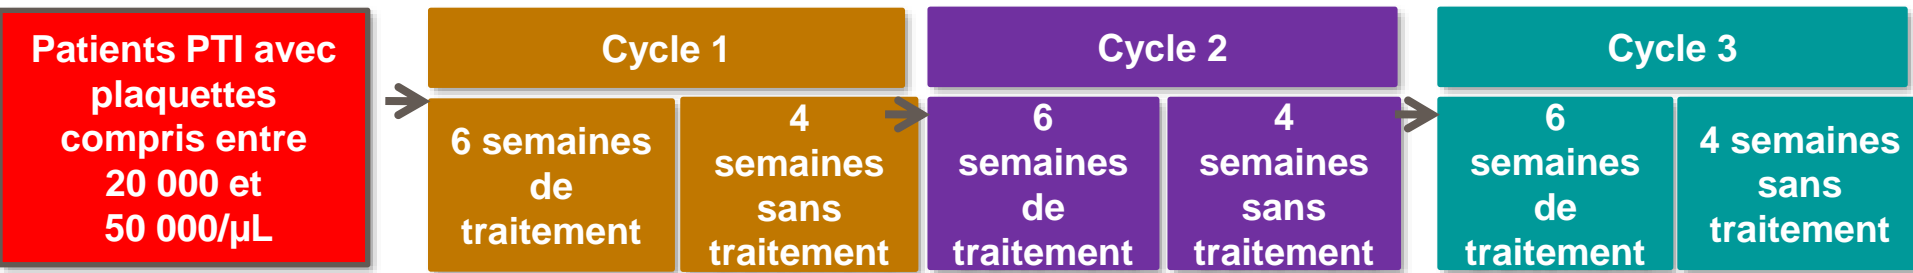 Patients PTI avec
plaquettes
compris entre
20 000 et
50 000/µL
Cycle 1
6 semaines
de
traitement
4
semaines
sans
traitement
Cycle 2
6
semaines
de
traitement
4
semaines
sans
traitement
Cycle 3
6
semaines
de
traitement
4 semaines
sans
traitement